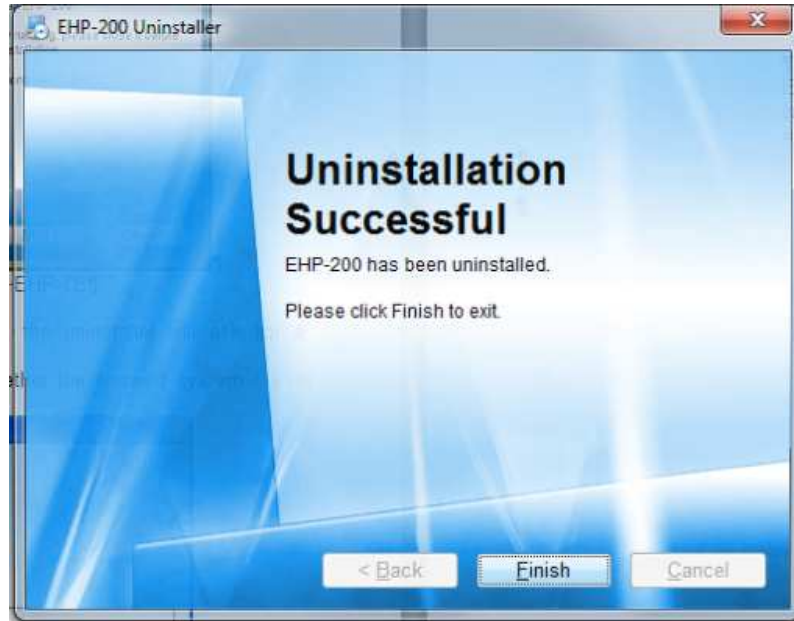 EHP-200 Uninstaller
Uninstallation
Successful
EHP-200 has been uninstalled.
Please click Finish to exit.
< Back
Finish
Cancel